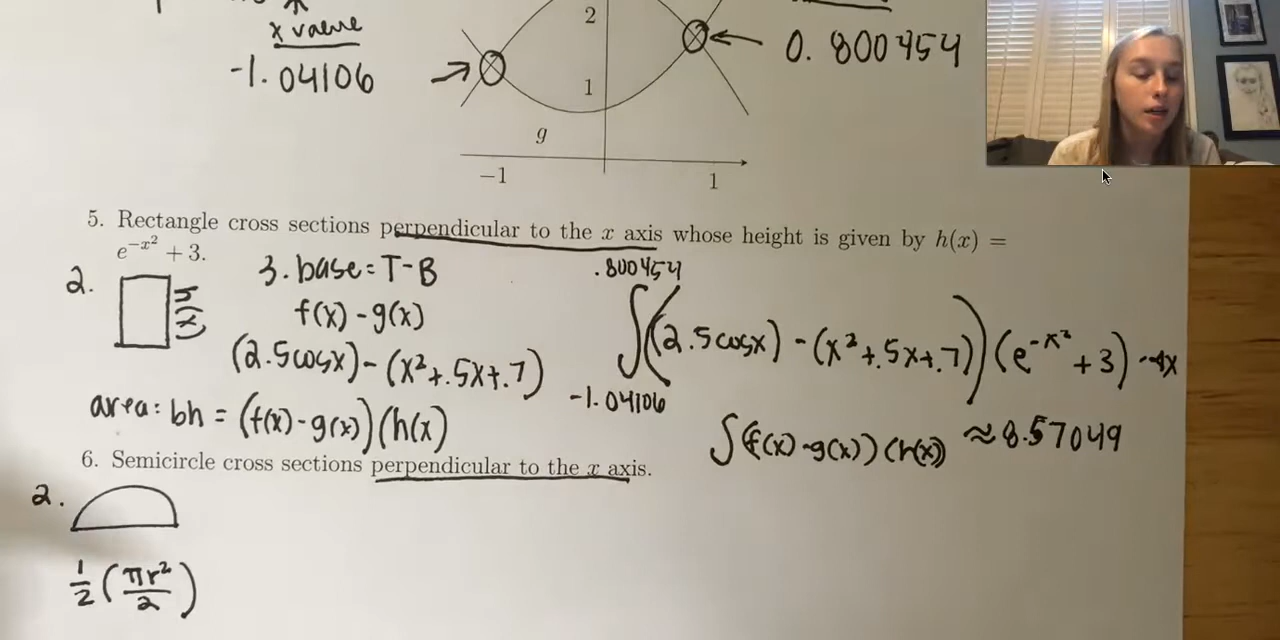 x value
-1.04106
2
1
g
-1
1
0.800454
5. Rectangle cross sections perpendicular to the x axis whose height is given by h(x) =
e^{-x^2} + 3.
2.
h(x)
3. base = T-B
f(x) - g(x)
(2.5cosx) - (x²+.5x+.7)
area: bh = (f(x)-g(x))(h(x)
.800454
∫((2.5cosx) - (x²+.5x+.7))(e^{-x²}+3) dx
-1.04106
∫(f(x)-g(x))(h(x)) ≈ 8.57049
6. Semicircle cross sections perpendicular to the x axis.
2.
1/2 (πr²/2)